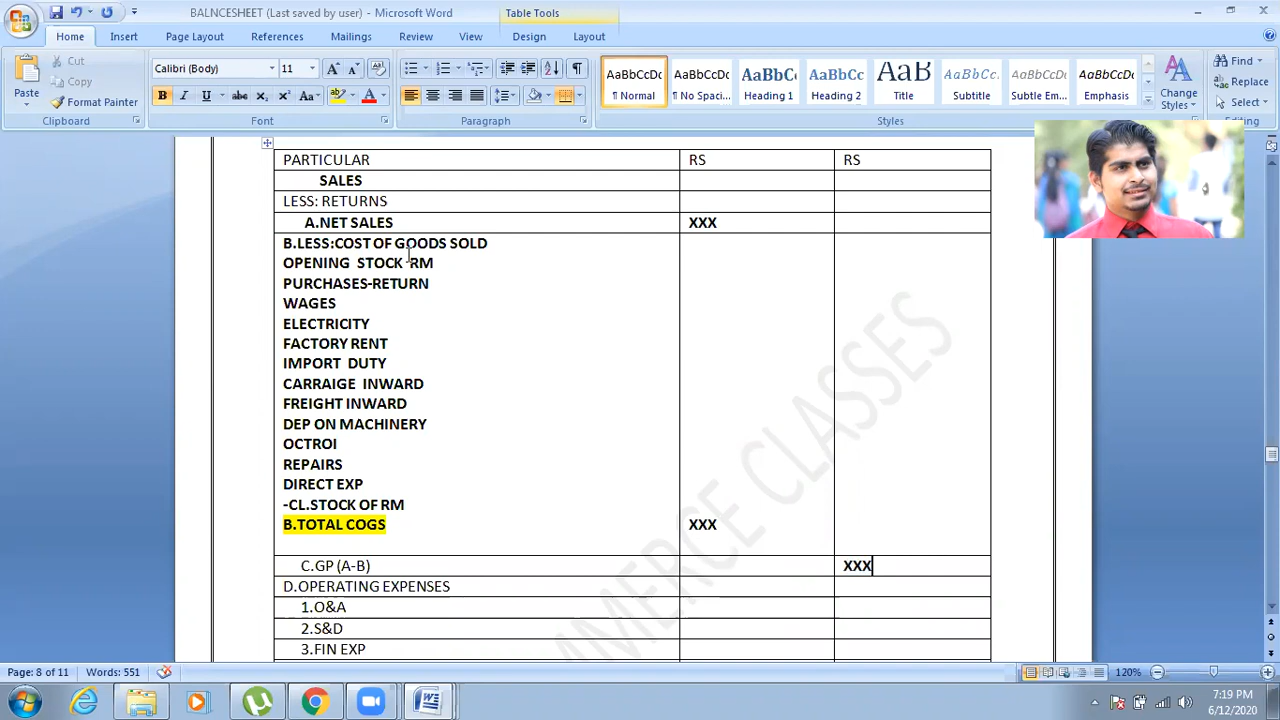 BALNCESHEET (Last saved by user) - Microsoft Word
Table Tools
Home Insert Page Layout References Mailings Review View Design Layout
Paste
Cut
Copy
Format Painter
Clipboard
Calibri (Body) 11
B I U abc X₂ X² Aa A
Font
Paragraph
AaBbCcDc AaBbCcDc AaBbC AaBbCc AaB AaBbCc. AaBbCcDc AaBbCcDc
¶ Normal ¶ No Spaci... Heading 1 Heading 2 Title Subtitle Subtle Em... Emphasis
Change Styles
Styles
Find
Replace
Select
Editing
PARTICULAR RS RS
SALES
LESS: RETURNS
A.NET SALES XXX
B.LESS:COST OF GOODS SOLD
OPENING STOCK RM
PURCHASES-RETURN
WAGES
ELECTRICITY
FACTORY RENT
IMPORT DUTY
CARRAIGE INWARD
FREIGHT INWARD
DEP ON MACHINERY
OCTROI
REPAIRS
DIRECT EXP
-CL.STOCK OF RM
B.TOTAL COGS XXX
C.GP (A-B) XXX
D.OPERATING EXPENSES
1.O&A
2.S&D
3.FIN EXP
AMERCE CLASSES
Page: 8 of 11 Words: 551 120%
7:19 PM
6/12/2020